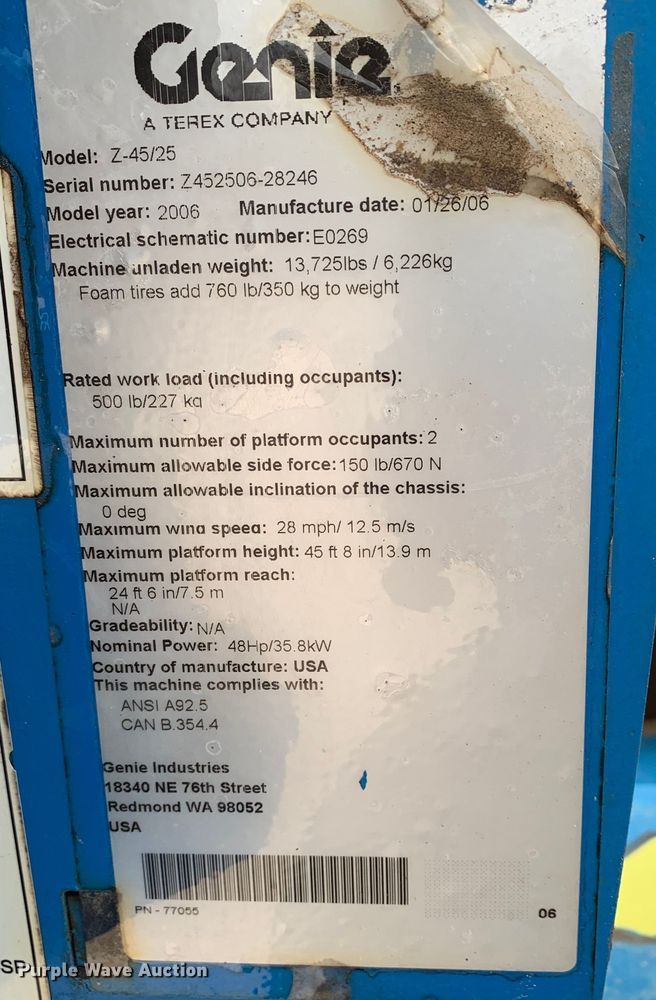 Genie
A TEREX COMPANY
Model: Z-45/25
Serial number: Z452506-28246
Model year: 2006 Manufacture date: 01/26/06
Electrical schematic number: E0269
Machine unladen weight: 13,725lbs / 6,226kg
Foam tires add 760 lb/350 kg to weight
Rated work load (including occupants):
500 lb/227 kg
Maximum number of platform occupants: 2
Maximum allowable side force: 150 lb/670 N
Maximum allowable inclination of the chassis:
0 deg
Maximum wind speed: 28 mph/ 12.5 m/s
Maximum platform height: 45 ft 8 in/13.9 m
Maximum platform reach:
24 ft 6 in/7.5 m
N/A
Gradeability: N/A
Nominal Power: 48Hp/35.8kW
Country of manufacture: USA
This machine complies with:
ANSI A92.5
CAN B.354.4
Genie Industries
18340 NE 76th Street
Redmond WA 98052
USA
PN - 77055
06
SP
Purple Wave Auction